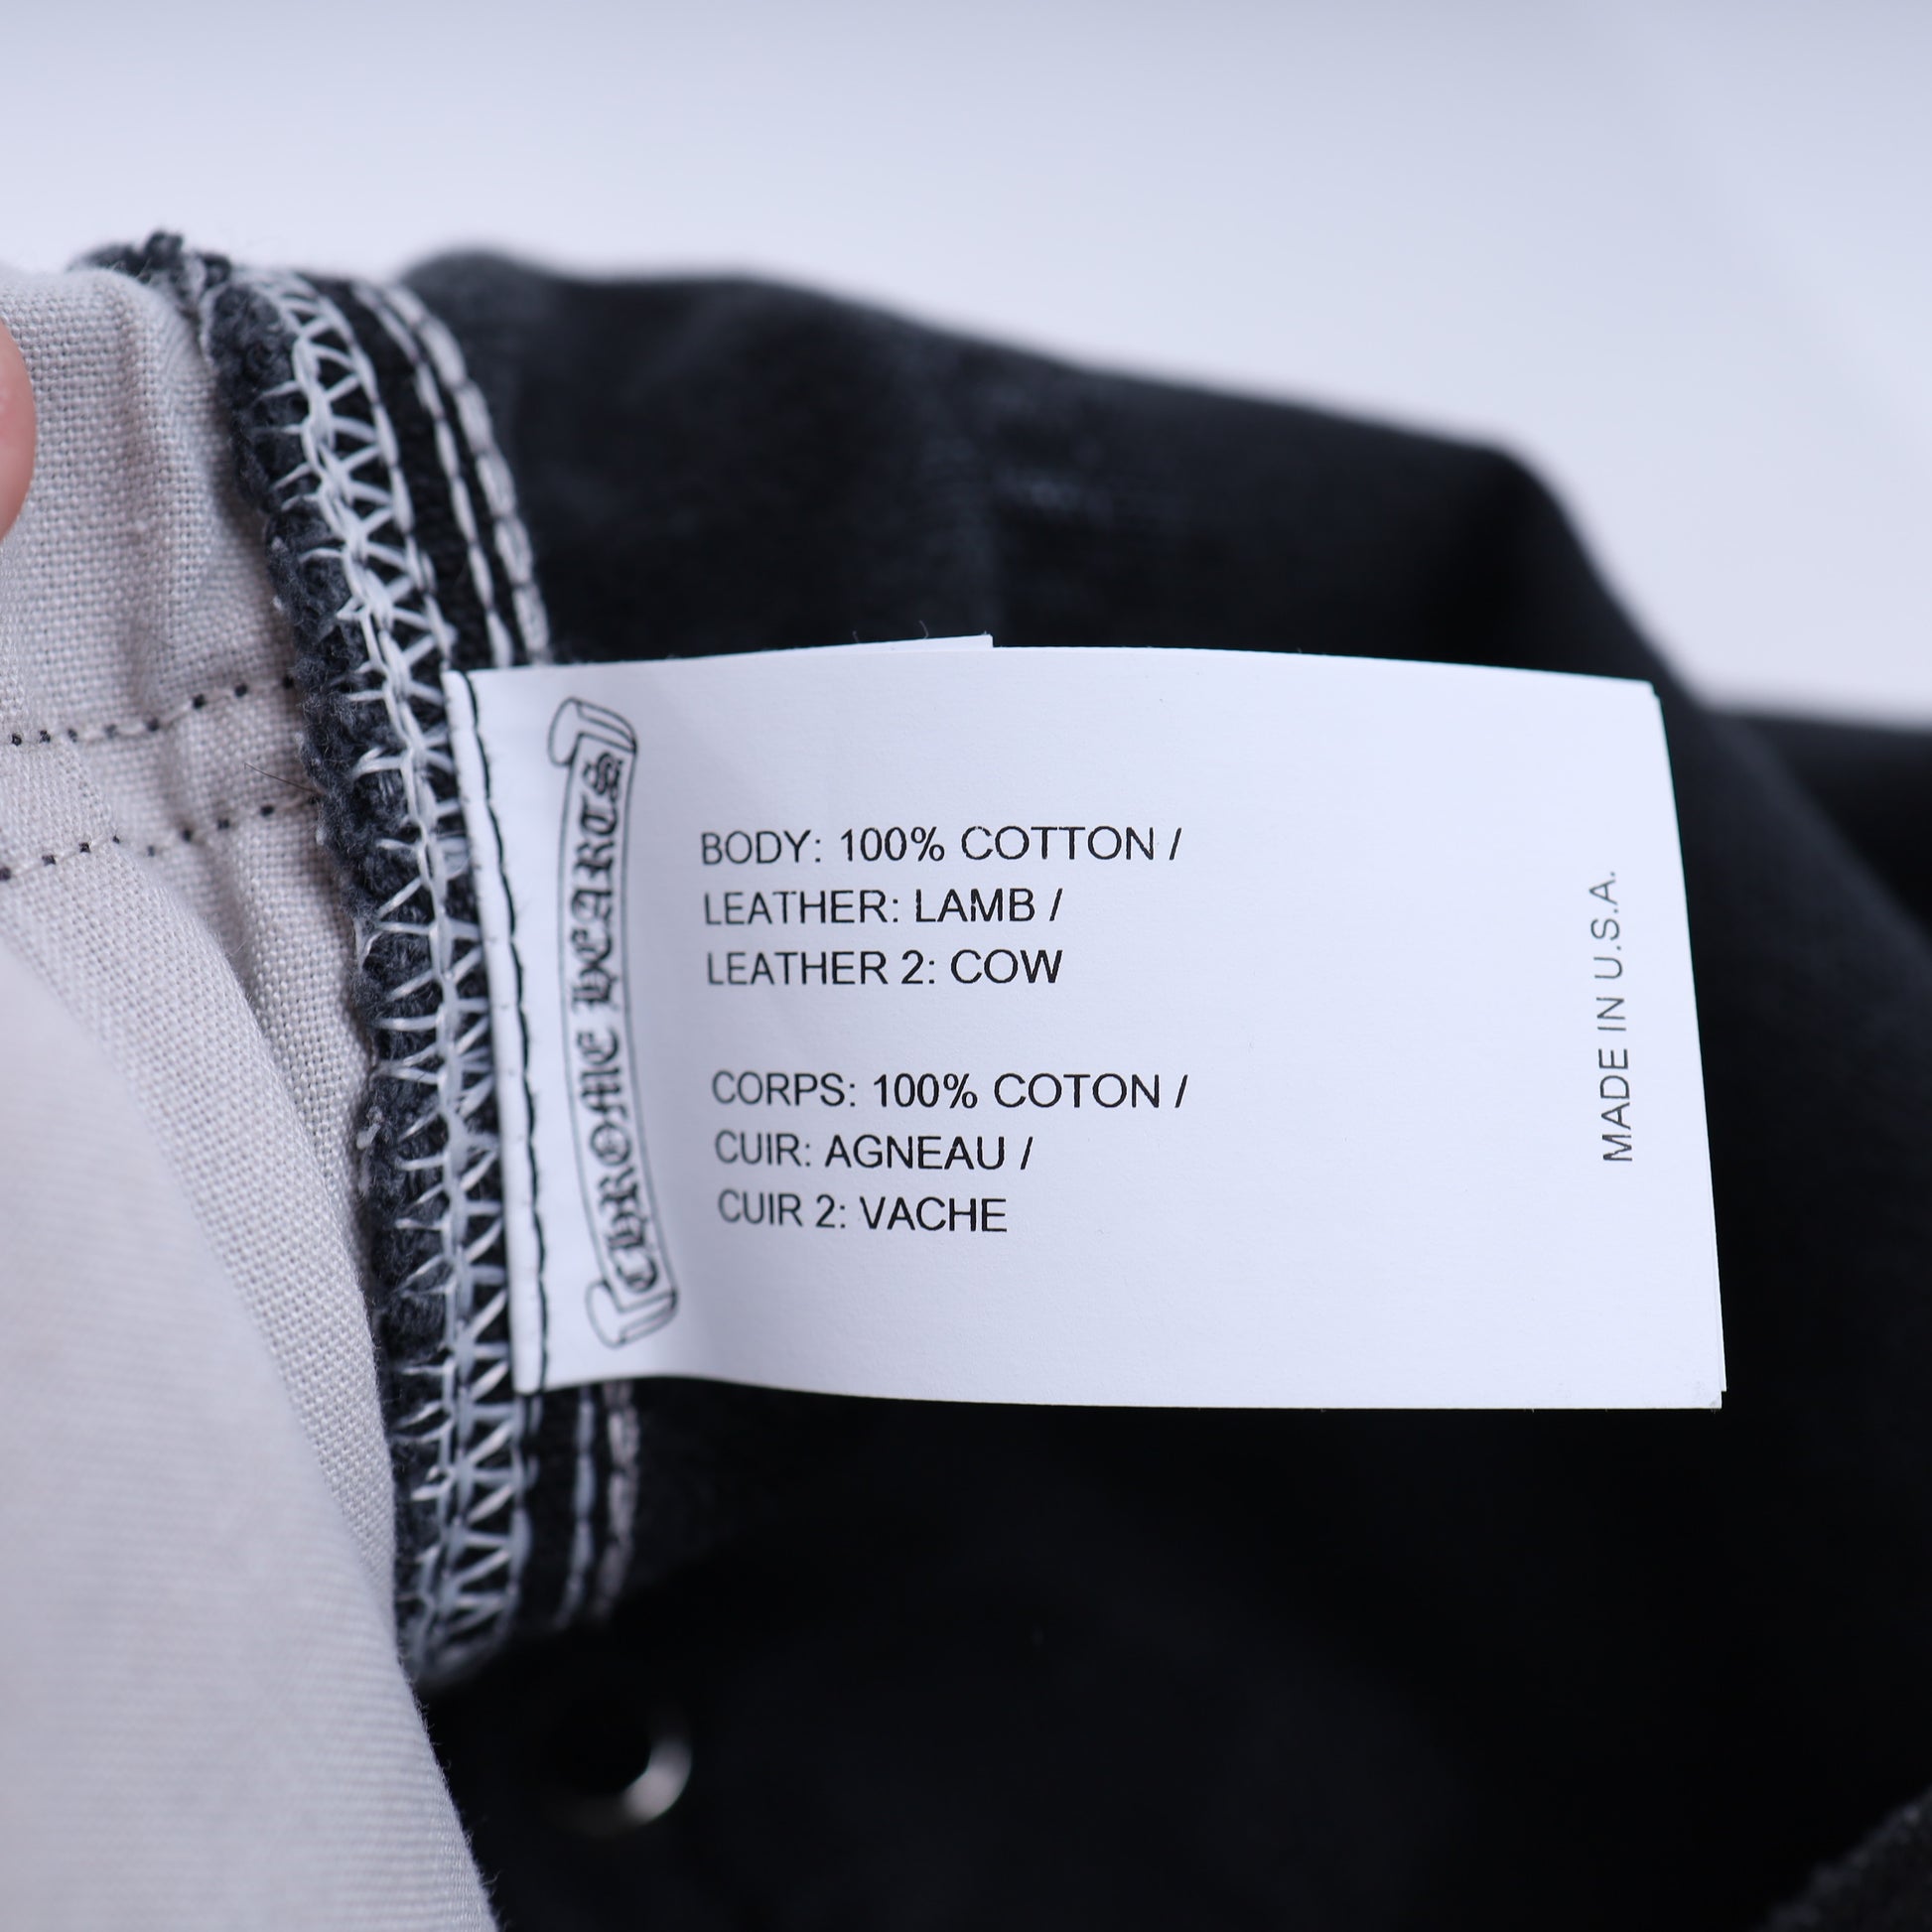 CHROME HEARTS
BODY: 100% COTTON /
LEATHER: LAMB /
LEATHER 2: COW
CORPS: 100% COTON /
CUIR: AGNEAU /
CUIR 2: VACHE
MADE IN U.S.A.